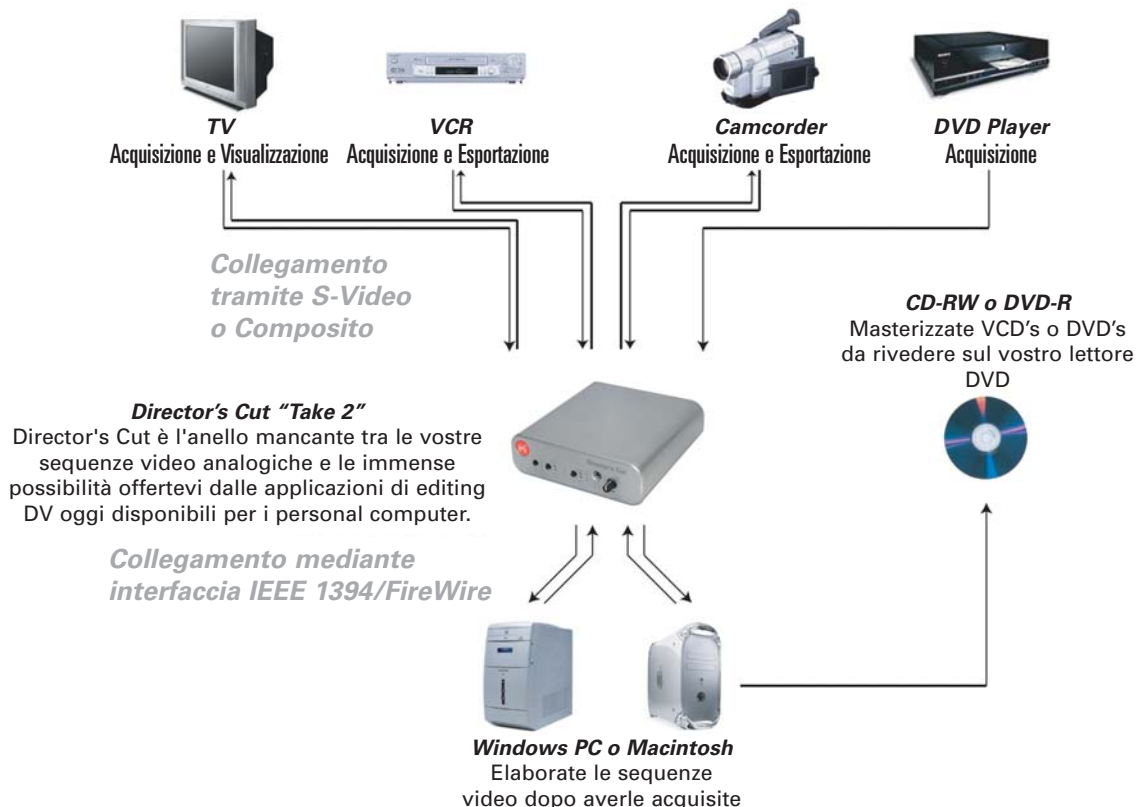 TV
Acquisizione e Visualizzazione
VCR
Acquisizione e Esportazione
Camcorder
Acquisizione e Esportazione
DVD Player
Acquisizione
Collegamento
tramite S-Video
o Composito
CD-RW o DVD-R
Masterizzate VCD's o DVD's
da rivedere sul vostro lettore
DVD
Director's Cut “Take 2”
Director's Cut è l'anello mancante tra le vostre
sequenze video analogiche e le immense
possibilità offertevi dalle applicazioni di editing
DV oggi disponibili per i personal computer.
Director's Cut
Collegamento mediante
interfaccia IEEE 1394/FireWire
Windows PC o Macintosh
Elaborate le sequenze
video dopo averle acquisite